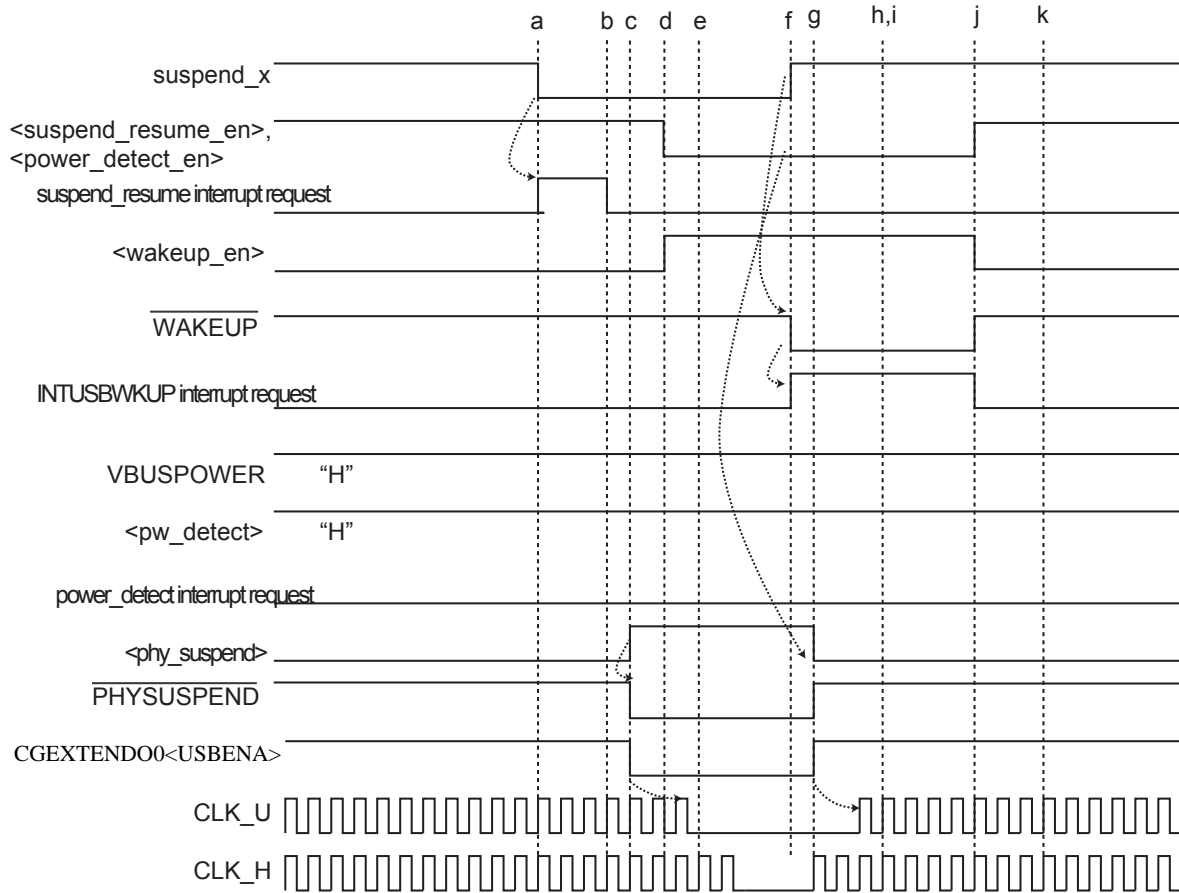 a b c d e f g h,i j k
suspend_x
<suspend_resume_en>,
<power_detect_en>
suspend_resume interrupt request
<wakeup_en>
WAKEUP
INTUSBWKUP interrupt request
VBUSPOWER “H”
<pw_detect> “H”
power_detect interrupt request
<phy_suspend>
PHYSUSPEND
CGEXTENDO0<USBENA>
CLK_U
CLK_H